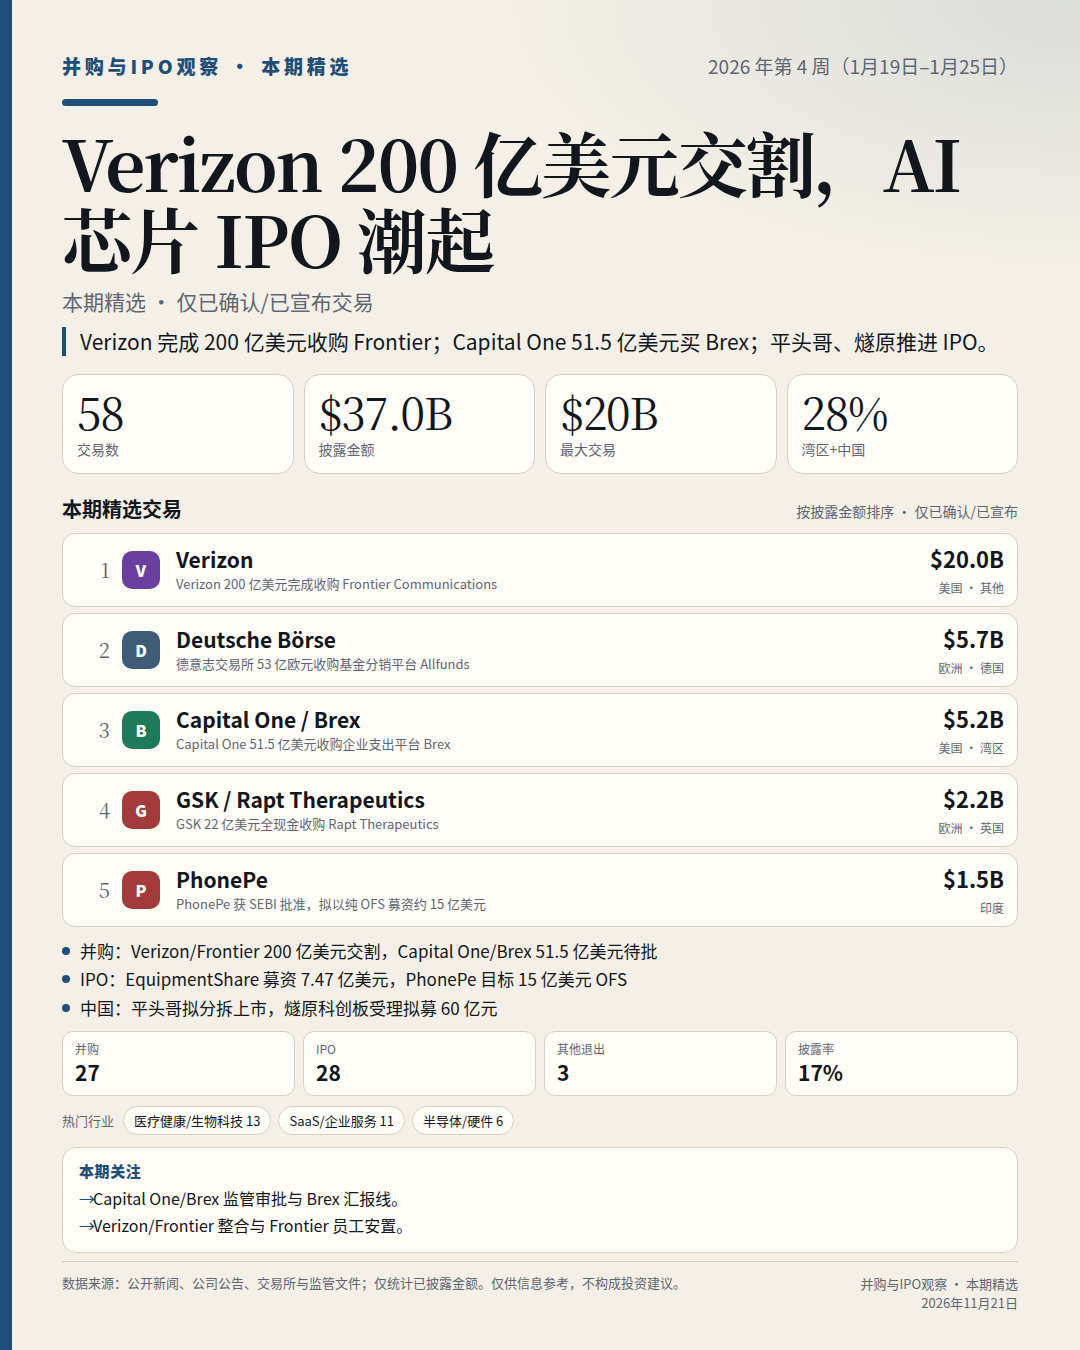 并购与IPO观察 · 本期精选
2026 年第 4 周（1月19日–1月25日）
Verizon 200 亿美元交割，AI
芯片 IPO 潮起
本期精选 · 仅已确认/已宣布交易
Verizon 完成 200 亿美元收购 Frontier；Capital One 51.5 亿美元买 Brex；平头哥、燧原推进 IPO。
58
交易数
$37.0B
披露金额
$20B
最大交易
28%
湾区+中国
本期精选交易
按披露金额排序 · 仅已确认/已宣布
1
V
Verizon
Verizon 200 亿美元完成收购 Frontier Communications
$20.0B
美国 · 其他
2
D
Deutsche Börse
德意志交易所 53 亿欧元收购基金分销平台 Allfunds
$5.7B
欧洲 · 德国
3
B
Capital One / Brex
Capital One 51.5 亿美元收购企业支出平台 Brex
$5.2B
美国 · 湾区
4
G
GSK / Rapt Therapeutics
GSK 22 亿美元全现金收购 Rapt Therapeutics
$2.2B
欧洲 · 英国
5
P
PhonePe
PhonePe 获 SEBI 批准，拟以纯 OFS 募资约 15 亿美元
$1.5B
印度
并购：Verizon/Frontier 200 亿美元交割，Capital One/Brex 51.5 亿美元待批
IPO：EquipmentShare 募资 7.47 亿美元，PhonePe 目标 15 亿美元 OFS
中国：平头哥拟分拆上市，燧原科创板受理拟募 60 亿元
并购
27
IPO
28
其他退出
3
披露率
17%
热门行业
医疗健康/生物科技 13
SaaS/企业服务 11
半导体/硬件 6
本期关注
→Capital One/Brex 监管审批与 Brex 汇报线。
→Verizon/Frontier 整合与 Frontier 员工安置。
数据来源：公开新闻、公司公告、交易所与监管文件；仅统计已披露金额。仅供信息参考，不构成投资建议。
并购与IPO观察 · 本期精选
2026年11月21日